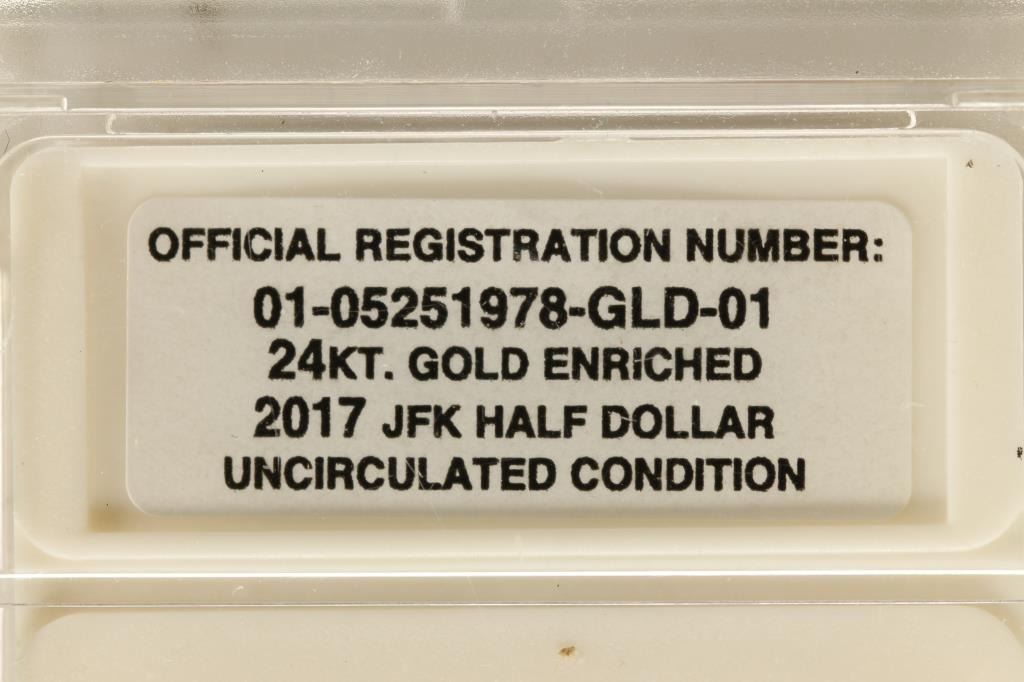 OFFICIAL REGISTRATION NUMBER:
01-05251978-GLD-01
24KT. GOLD ENRICHED
2017 JFK HALF DOLLAR
UNCIRCULATED CONDITION